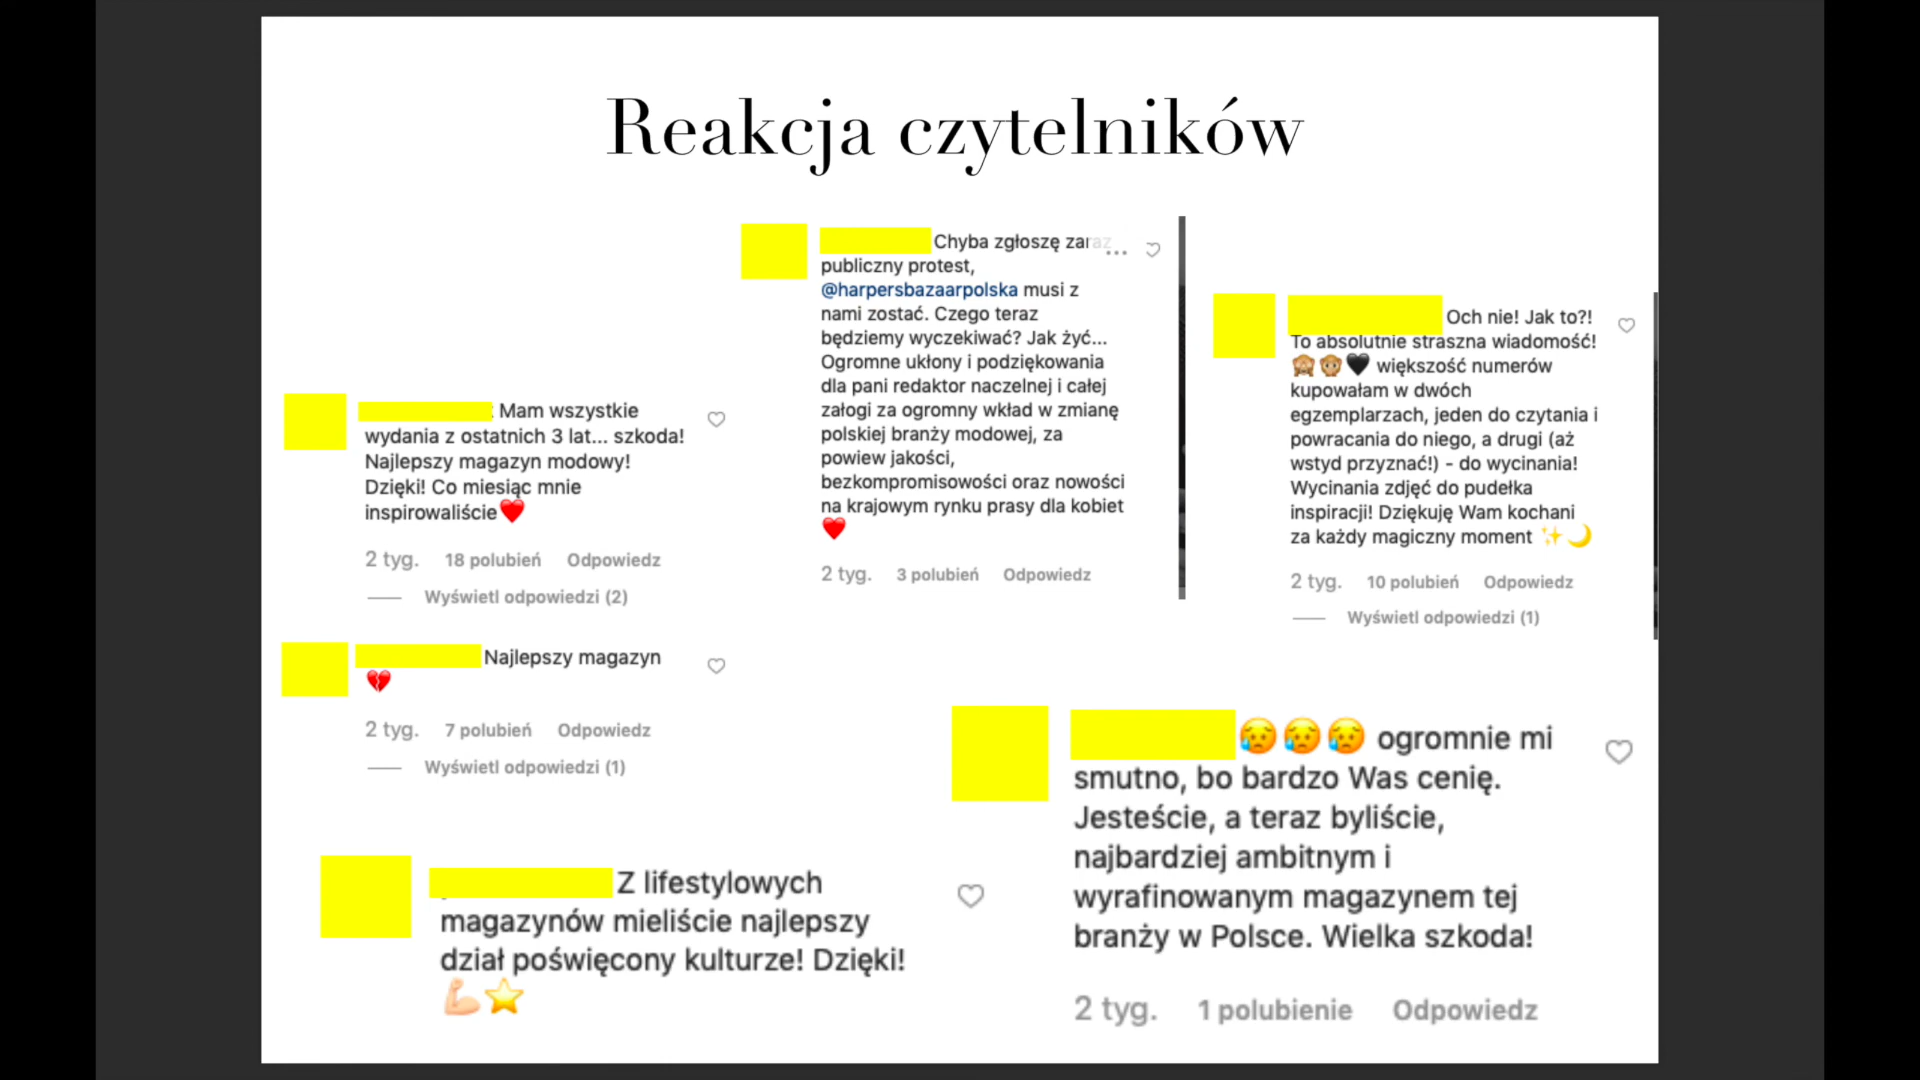 Reakcja czytelników
Mam wszystkie
wydania z ostatnich 3 lat... szkoda!
Najlepszy magazyn modowy!
Dzięki! Co miesiąc mnie
inspirowaliście❤️
2 tyg. 18 polubień Odpowiedz
Wyświetl odpowiedzi (2)
Najlepszy magazyn
💔
2 tyg. 7 polubień Odpowiedz
Wyświetl odpowiedzi (1)
Z lifestylowych
magazynów mieliście najlepszy
dział poświęcony kulturze! Dzięki!
💪🏻⭐
Chyba zgłoszę zaraz
publiczny protest,
@harpersbazaarpolska musi z
nami zostać. Czego teraz
będziemy wyczekiwać? Jak żyć...
Ogromne ukłony i podziękowania
dla pani redaktor naczelnej i całej
załogi za ogromny wkład w zmianę
polskiej branży modowej, za
powiew jakości,
bezkompromisowości oraz nowości
na krajowym rynku prasy dla kobiet
❤️
2 tyg. 3 polubień Odpowiedz
Och nie! Jak to?!
To absolutnie straszna wiadomość!
🙈🙊🖤 większość numerów
kupowałam w dwóch
egzemplarzach, jeden do czytania i
powracania do niego, a drugi (aż
wstyd przyznać!) - do wycinania!
Wycinania zdjęć do pudełka
inspiracji! Dziękuję Wam kochani
za każdy magiczny moment ✨🌙
2 tyg. 10 polubień Odpowiedz
Wyświetl odpowiedzi (1)
😥😥😥 ogromnie mi
smutno, bo bardzo Was cenię.
Jesteście, a teraz byliście,
najbardziej ambitnym i
wyrafinowanym magazynem tej
branży w Polsce. Wielka szkoda!
2 tyg. 1 polubienie Odpowiedz